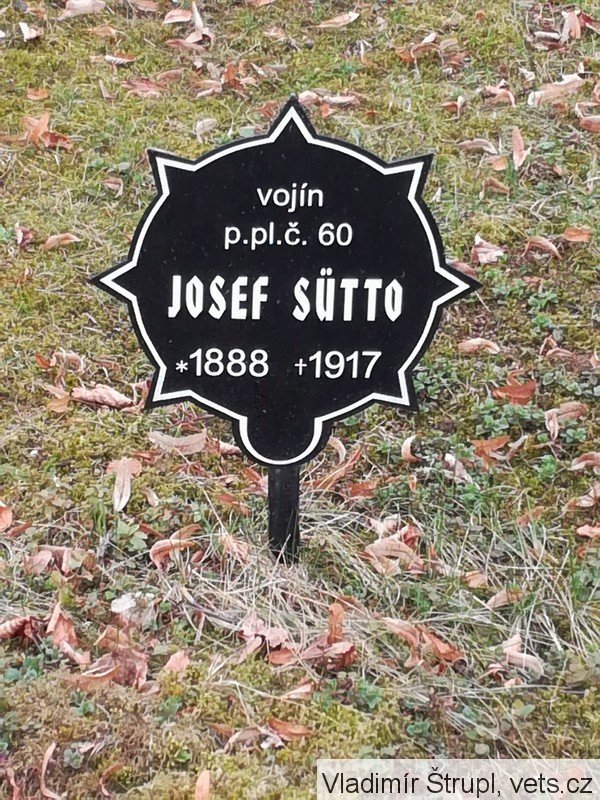 vojín
p.pl.č. 60
JOSEF SÜTTO
*1888 †1917
Vladimír Štrupl, vets.cz